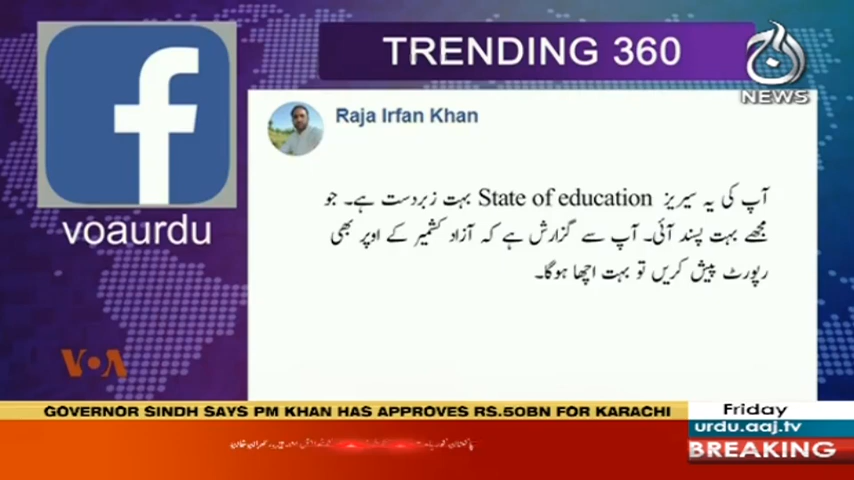 TRENDING 360
NEWS
Raja Irfan Khan
آپ کی یہ سیریز State of education بہت زبردست ہے۔ جو
مجھے بہت پسند آئی۔ آپ سے گزارش ہے کہ آزاد کشمیر کے اوپر بھی
رپورٹ پیش کریں تو بہت اچھا ہوگا۔
voaurdu
VOA
GOVERNOR SINDH SAYS PM KHAN HAS APPROVES RS.50BN FOR KARACHI
Friday
urdu.aaj.tv
BREAKING